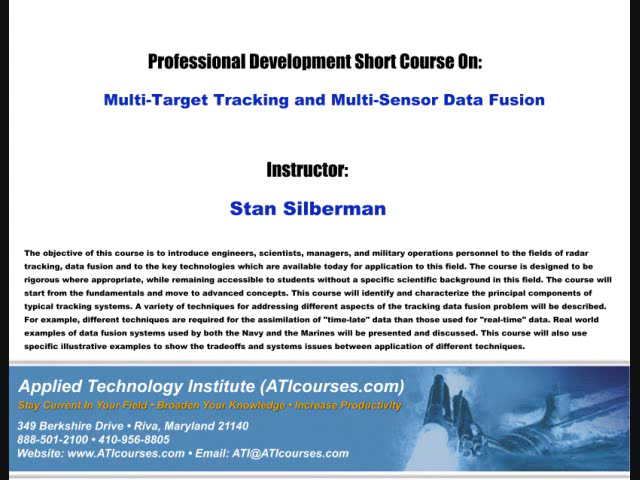 Professional Development Short Course On:
Multi-Target Tracking and Multi-Sensor Data Fusion
Instructor:
Stan Silberman
The objective of this course is to introduce engineers, scientists, managers, and military operations personnel to the fields of radar
tracking, data fusion and to the key technologies which are available today for application to this field. The course is designed to be
rigorous where appropriate, while remaining accessible to students without a specific scientific background in this field. The course will
start from the fundamentals and move to advanced concepts. This course will identify and characterize the principal components of
typical tracking systems. A variety of techniques for addressing different aspects of the tracking data fusion problem will be described.
For example, different techniques are required for the assimilation of "time-late" data than those used for "real-time" data. Real world
examples of data fusion systems used by both the Navy and the Marines will be presented and discussed. This course will also use
specific illustrative examples to show the tradeoffs and systems issues between application of different techniques.
Applied Technology Institute (ATIcourses.com)
Stay Current In Your Field • Broaden Your Knowledge • Increase Productivity
349 Berkshire Drive • Riva, Maryland 21140
888-501-2100 • 410-956-8805
Website: www.ATIcourses.com • Email: ATI@ATIcourses.com